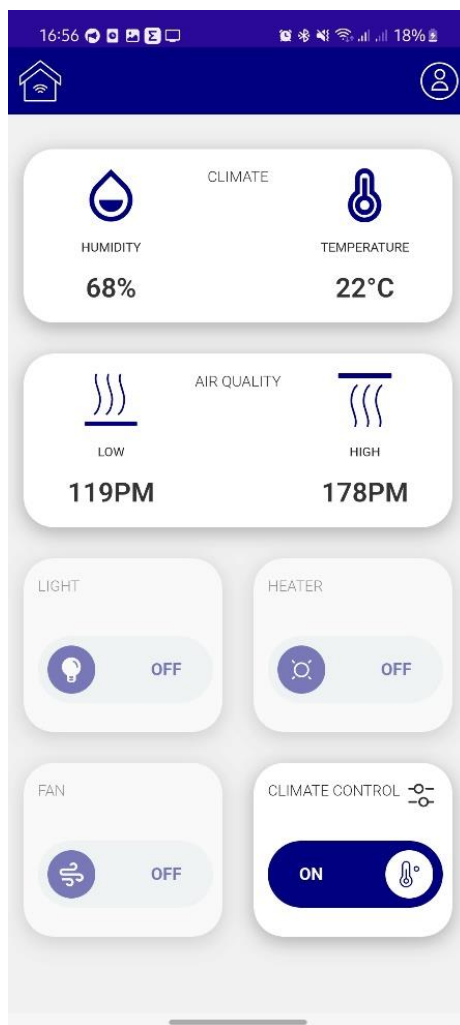 16:56 18%
CLIMATE
HUMIDITY TEMPERATURE
68% 22°C
AIR QUALITY
LOW HIGH
119PM 178PM
LIGHT HEATER
OFF OFF
FAN CLIMATE CONTROL
OFF ON